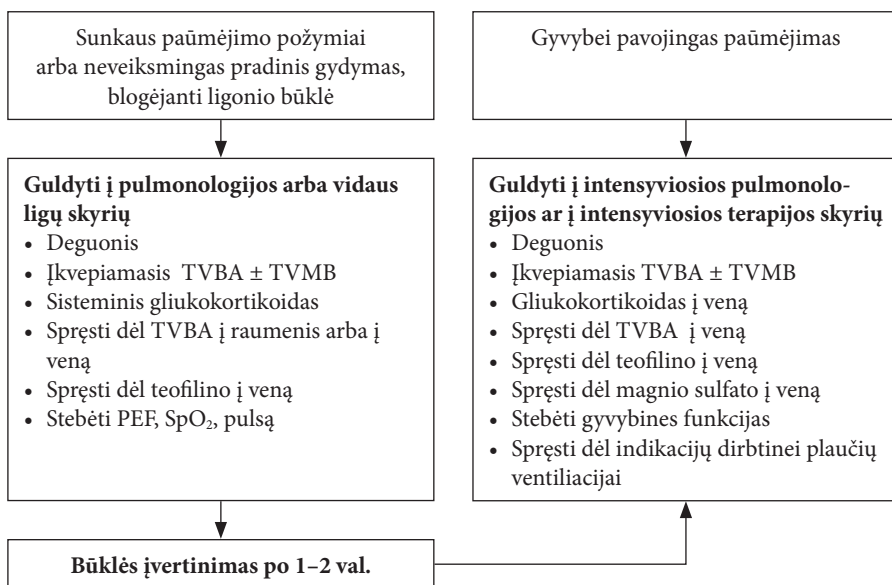 Sunkaus paūmėjimo požymiai
arba neveiksmingas pradinis gydymas,
blogėjanti ligonio būklė
Gyvybei pavojingas paūmėjimas
Guldyti į pulmonologijos arba vidaus
ligų skyrių
• Deguonis
• Įkvepiamasis TVBA ± TVMB
• Sisteminis gliukokortikoidas
• Spręsti dėl TVBA į raumenis arba į
veną
• Spręsti dėl teofilino į veną
• Stebėti PEF, SpO₂, pulsą
Guldyti į intensyviosios pulmonolo-
gijos ar į intensyviosios terapijos skyrių
• Deguonis
• Įkvepiamasis TVBA ± TVMB
• Gliukokortikoidas į veną
• Spręsti dėl TVBA į veną
• Spręsti dėl teofilino į veną
• Spręsti dėl magnio sulfato į veną
• Stebėti gyvybines funkcijas
• Spręsti dėl indikacijų dirbtinei plaučių
ventiliacijai
Būklės įvertinimas po 1–2 val.